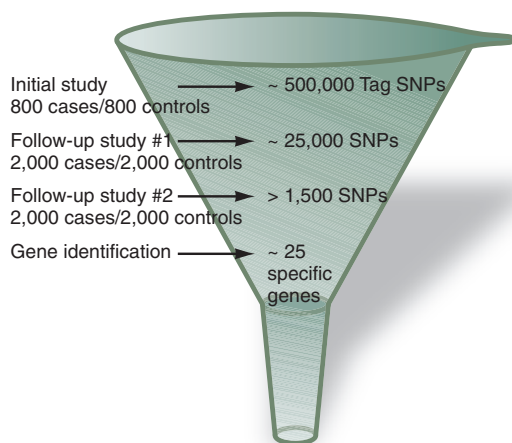 Initial study → ~ 500,000 Tag SNPs
800 cases/800 controls
Follow-up study #1 → ~ 25,000 SNPs
2,000 cases/2,000 controls
Follow-up study #2 → > 1,500 SNPs
2,000 cases/2,000 controls
Gene identification → ~ 25
specific
genes